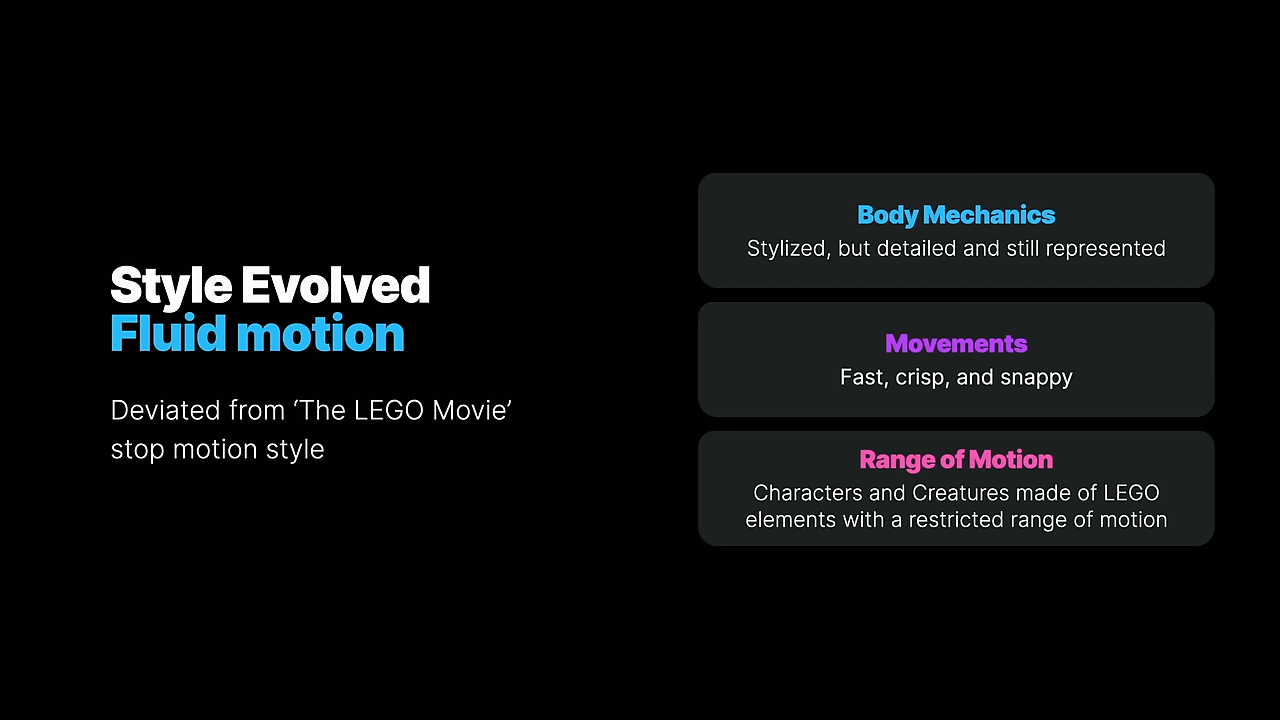 Style Evolved
Fluid motion
Deviated from ‘The LEGO Movie’
stop motion style
Body Mechanics
Stylized, but detailed and still represented
Movements
Fast, crisp, and snappy
Range of Motion
Characters and Creatures made of LEGO
elements with a restricted range of motion